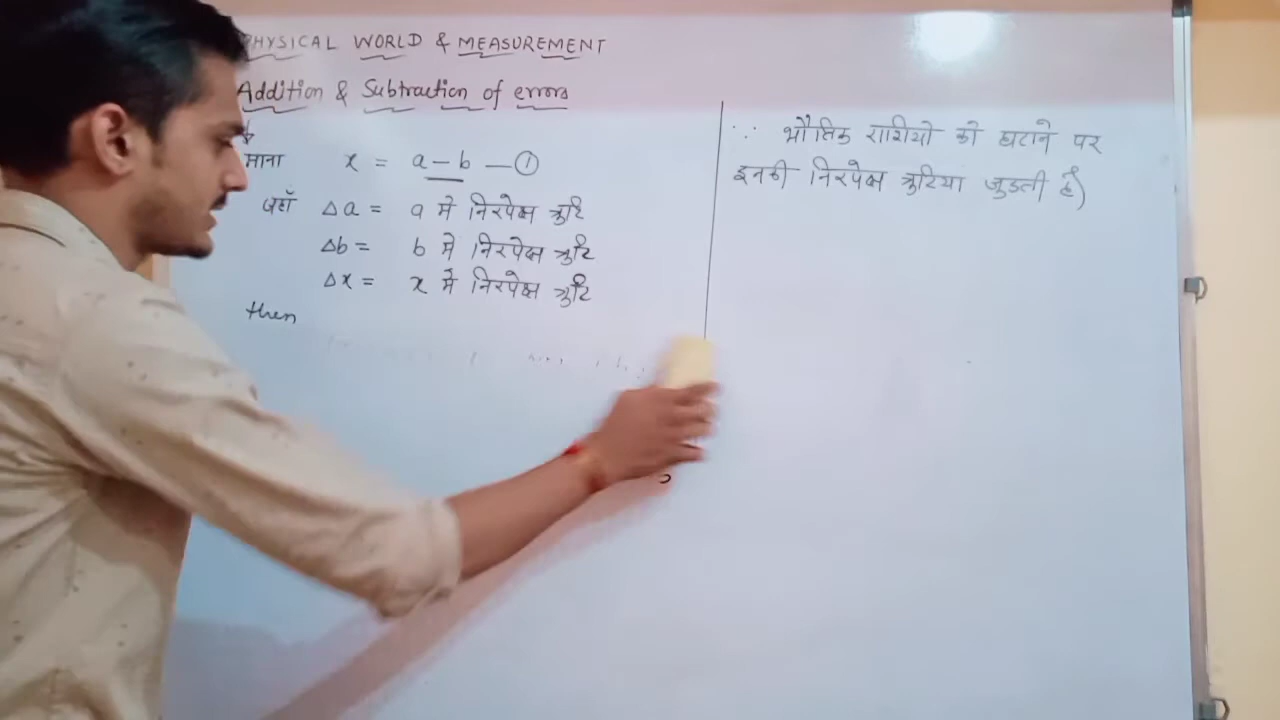 PHYSICAL WORLD & MEASUREMENT
Addition & Subtraction of errors
माना x = a - b —①
जहाँ Δa = a में निरपेक्ष त्रुटि
Δb = b में निरपेक्ष त्रुटि
Δx = x में निरपेक्ष त्रुटि
then
∵ भौतिक राशियो को घटाने पर
इनकी निरपेक्ष त्रुटिया जुडती है)